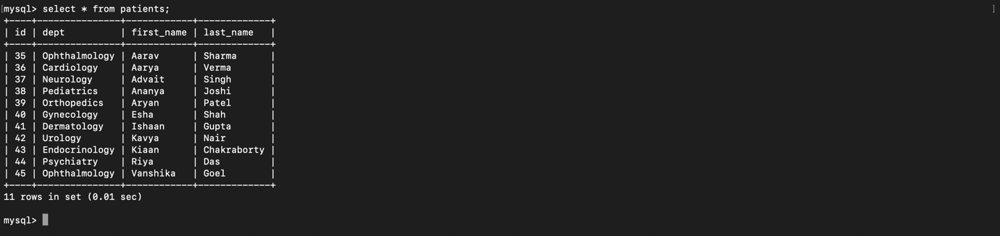 [mysql> select * from patients; ]
+----+---------------+------------+-------------+
| id | dept          | first_name | last_name   |
+----+---------------+------------+-------------+
| 35 | Ophthalmology | Aarav      | Sharma      |
| 36 | Cardiology    | Aarya      | Verma       |
| 37 | Neurology     | Advait     | Singh       |
| 38 | Pediatrics    | Ananya     | Joshi       |
| 39 | Orthopedics   | Aryan      | Patel       |
| 40 | Gynecology    | Esha       | Shah        |
| 41 | Dermatology   | Ishaan     | Gupta       |
| 42 | Urology       | Kavya      | Nair        |
| 43 | Endocrinology | Kiaan      | Chakraborty |
| 44 | Psychiatry    | Riya       | Das         |
| 45 | Ophthalmology | Vanshika   | Goel        |
+----+---------------+------------+-------------+
11 rows in set (0.01 sec)
mysql>